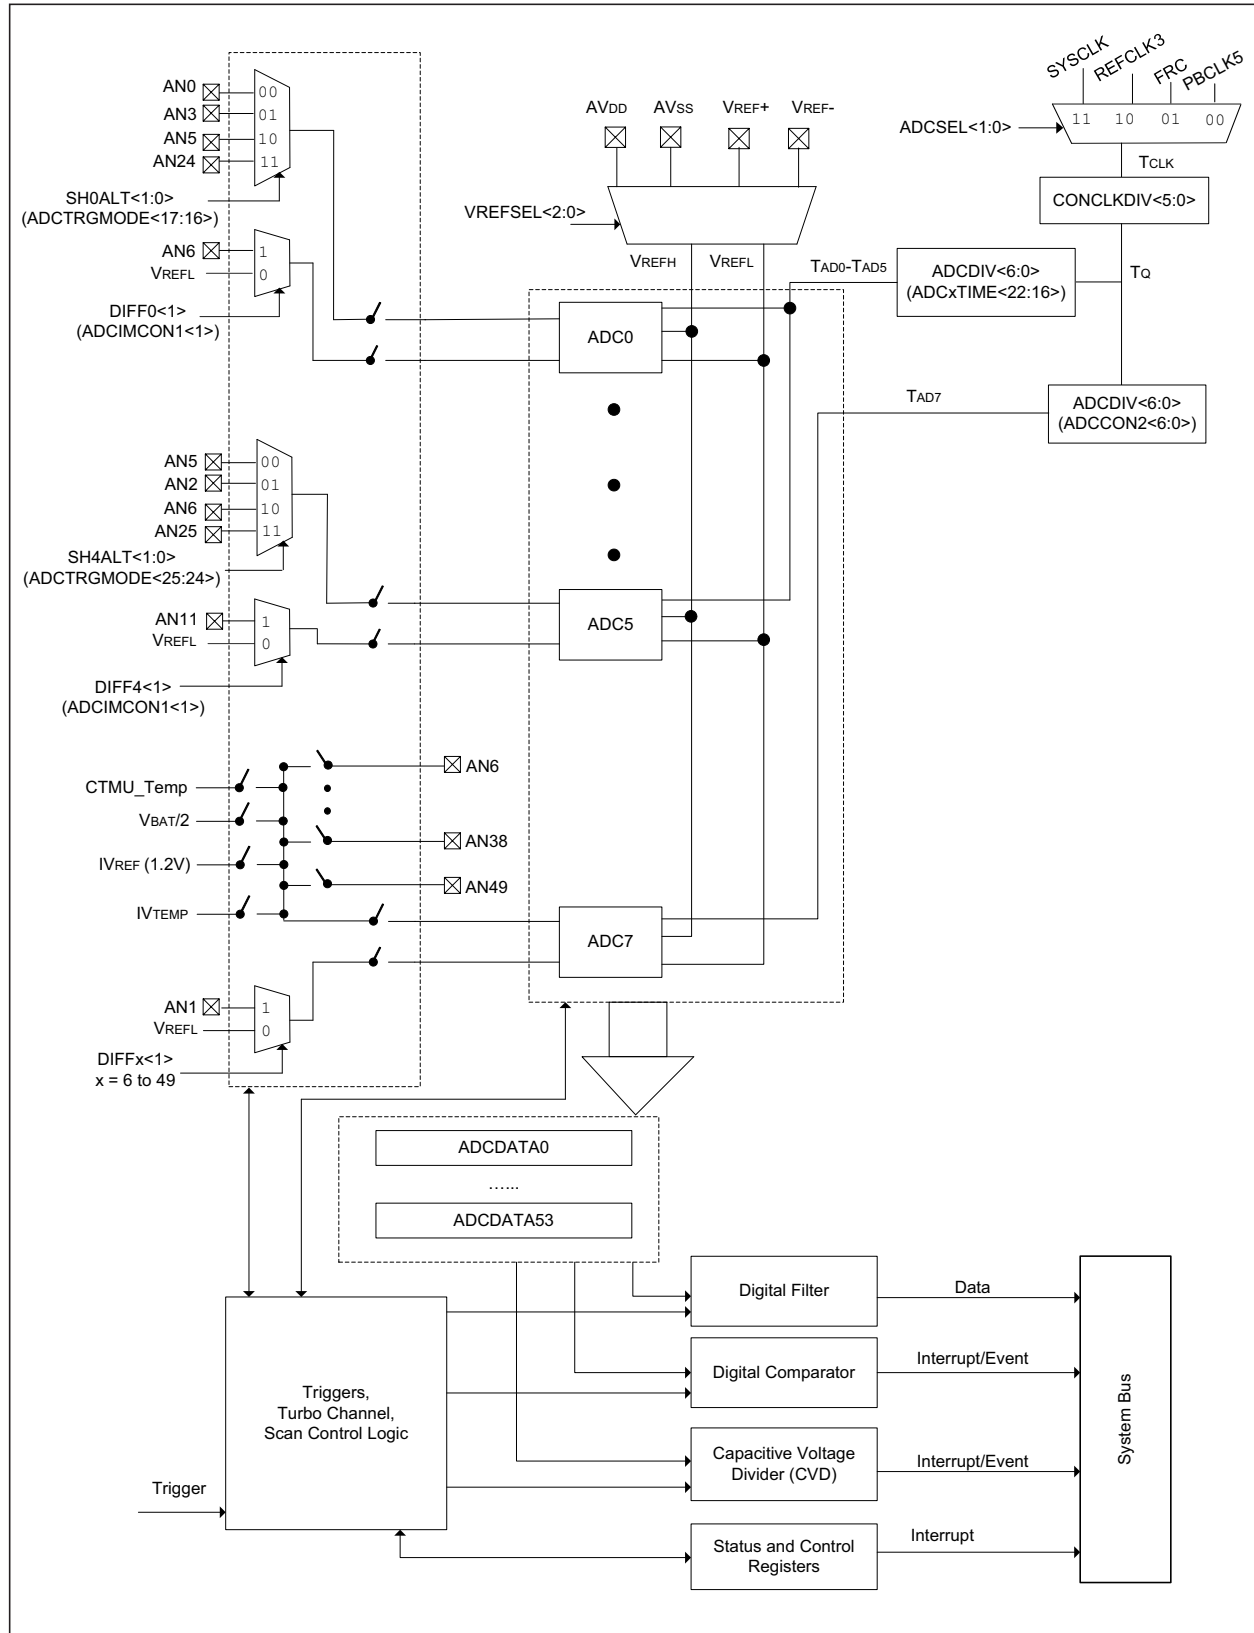 SYSCLK
REFCLK3
FRC
PBCLK5
ADCSEL<1:0>
11 10 01 00
TCLK
CONCLKDIV<5:0>
TQ
AN0
AN3
AN5
AN24
00
01
10
11
SH0ALT<1:0>
(ADCTRGMODE<17:16>)
AN6
VREFL
1
0
DIFF0<1>
(ADCIMCON1<1>)
AVDD AVSS VREF+ VREF-
VREFSEL<2:0>
VREFH VREFL
TAD0-TAD5
ADCDIV<6:0>
(ADCxTIME<22:16>)
ADC0
TAD7
ADCDIV<6:0>
(ADCCON2<6:0>)
AN5
AN2
AN6
AN25
00
01
10
11
SH4ALT<1:0>
(ADCTRGMODE<25:24>)
AN11
VREFL
1
0
DIFF4<1>
(ADCIMCON1<1>)
ADC5
CTMU_Temp
VBAT/2
IVREF (1.2V)
IVTEMP
AN6
AN38
AN49
ADC7
AN1
VREFL
1
0
DIFFx<1>
x = 6 to 49
ADCDATA0
......
ADCDATA53
Triggers,
Turbo Channel,
Scan Control Logic
Trigger
Digital Filter
Data
Digital Comparator
Interrupt/Event
Capacitive Voltage
Divider (CVD)
Interrupt/Event
Status and Control
Registers
Interrupt
System Bus